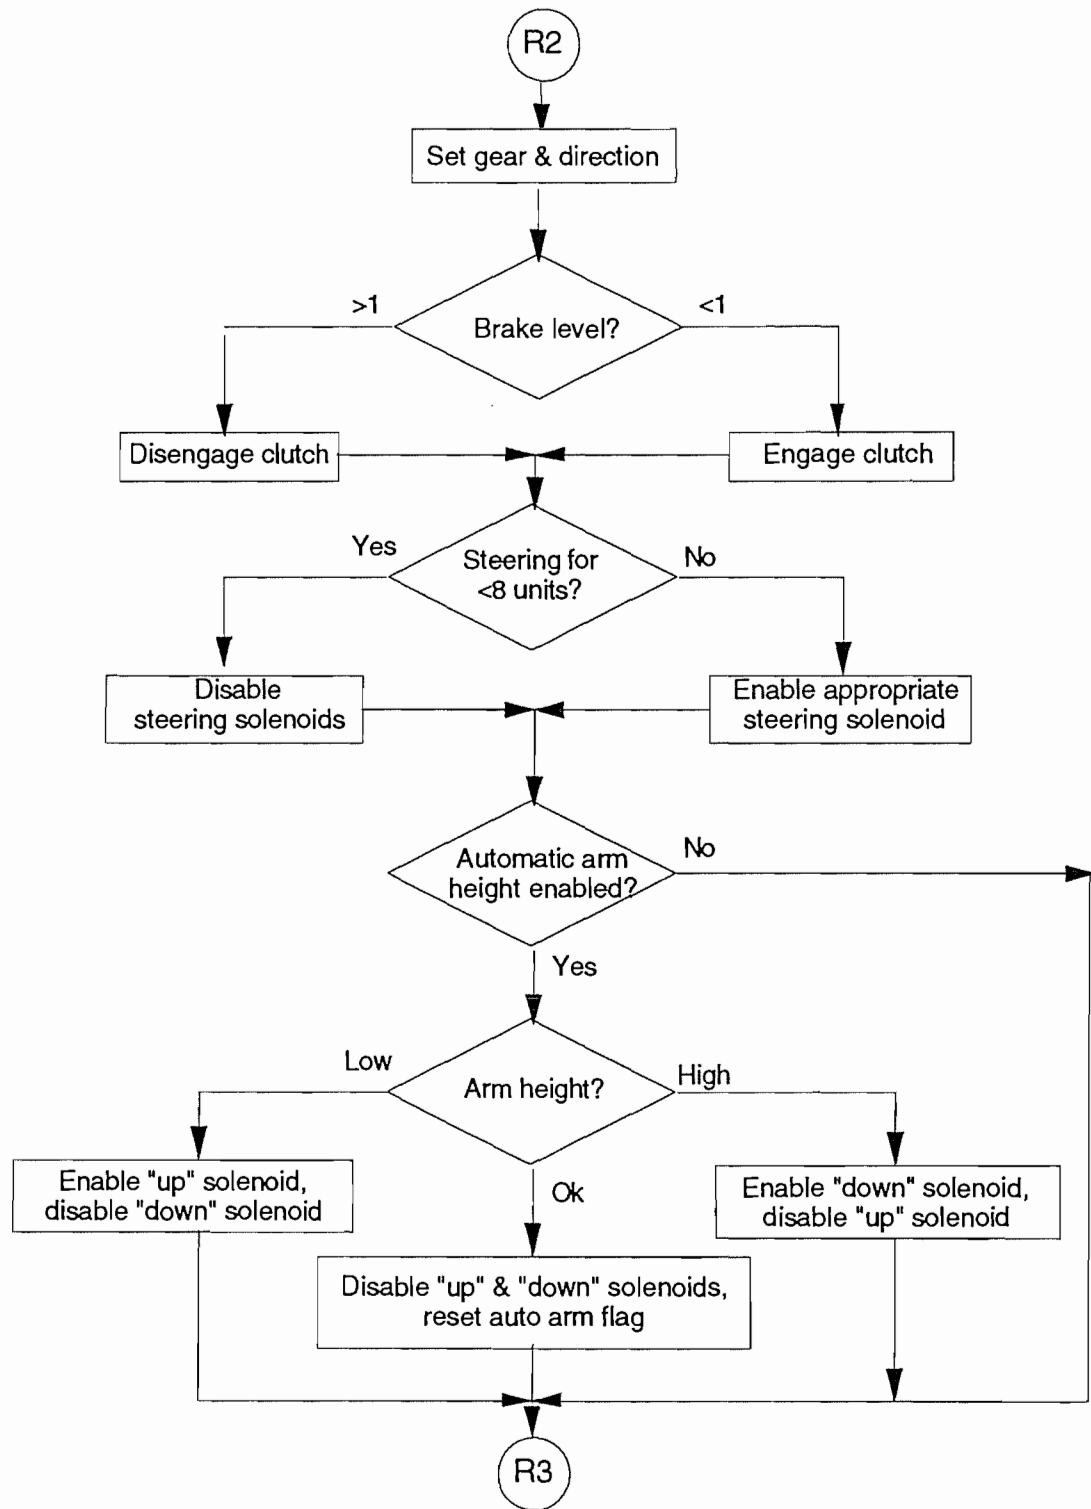 R2
Set gear & direction
>1
<1
Brake level?
Disengage clutch
Engage clutch
Yes
No
Steering for
<8 units?
Disable
steering solenoids
Enable appropriate
steering solenoid
No
Automatic arm
height enabled?
Yes
Low
High
Arm height?
Enable "up" solenoid,
disable "down" solenoid
Ok
Enable "down" solenoid,
disable "up" solenoid
Disable "up" & "down" solenoids,
reset auto arm flag
R3